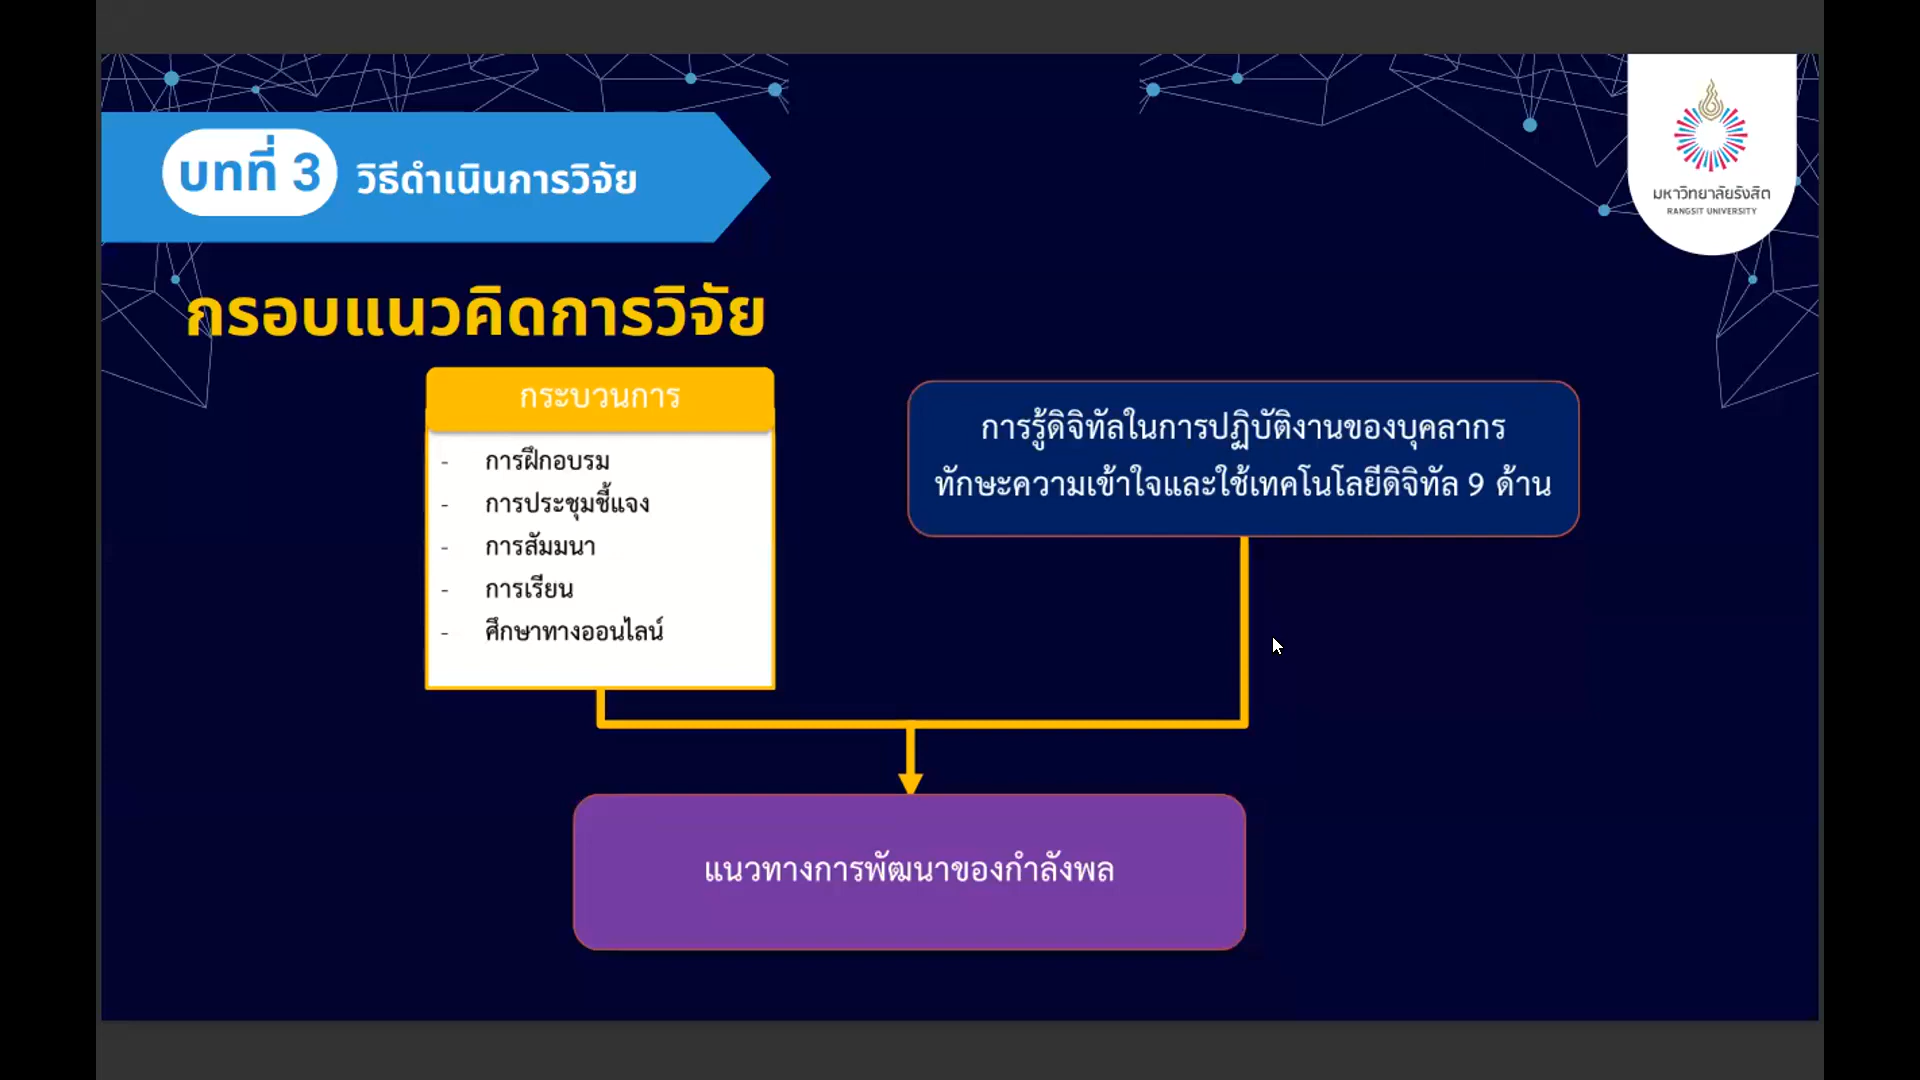 บทที่ 3 วิธีดำเนินการวิจัย
มหาวิทยาลัยรังสิต
RANGSIT UNIVERSITY
กรอบแนวคิดการวิจัย
กระบวนการ
- การฝึกอบรม
- การประชุมชี้แจง
- การสัมมนา
- การเรียน
- ศึกษาทางออนไลน์
การรู้ดิจิทัลในการปฏิบัติงานของบุคลากร
ทักษะความเข้าใจและใช้เทคโนโลยีดิจิทัล 9 ด้าน
แนวทางการพัฒนาของกำลังพล